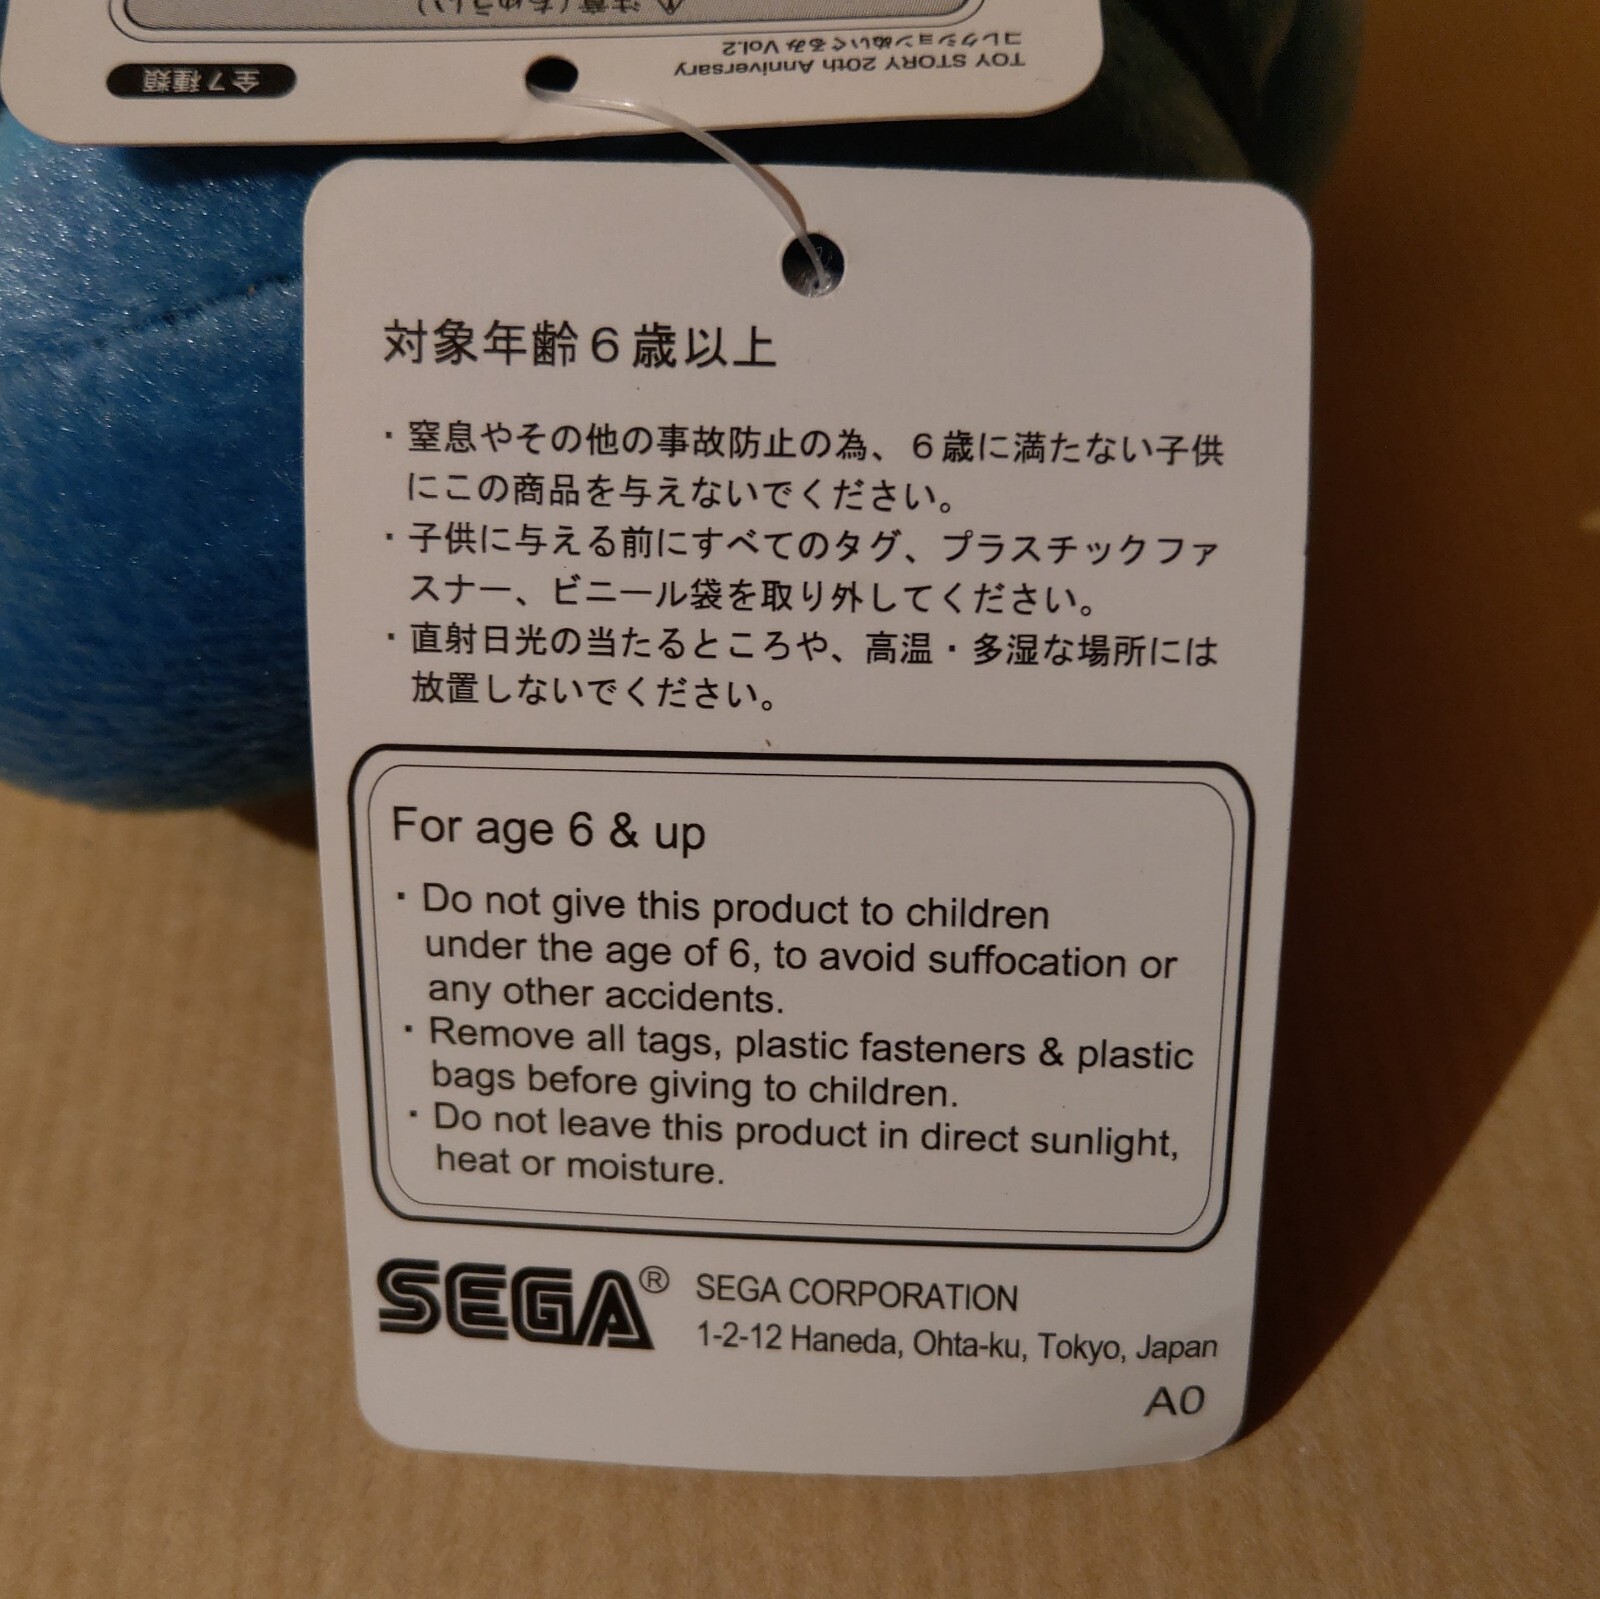 ⚠注意(ちゅうい)
コレクションぬいぐるみ Vol.2
TOY STORY 20th Anniversary
全7種類
対象年齢6歳以上
・窒息やその他の事故防止の為、6歳に満たない子供
にこの商品を与えないでください。
・子供に与える前にすべてのタグ、プラスチックファ
スナー、ビニール袋を取り外してください。
・直射日光の当たるところや、高温・多湿な場所には
放置しないでください。
For age 6 & up
・Do not give this product to children
under the age of 6, to avoid suffocation or
any other accidents.
・Remove all tags, plastic fasteners & plastic
bags before giving to children.
・Do not leave this product in direct sunlight,
heat or moisture.
SEGA®
SEGA CORPORATION
1-2-12 Haneda, Ohta-ku, Tokyo, Japan
A0